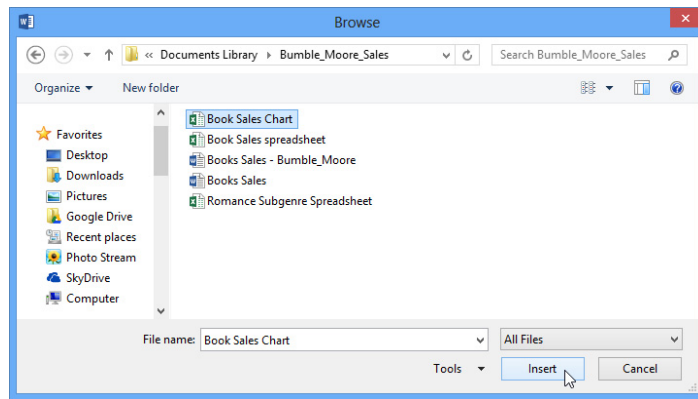 Browse
« Documents Library Bumble_Moore_Sales
Search Bumble_Moore_Sales
Organize
New folder
Favorites
Desktop
Downloads
Pictures
Google Drive
Recent places
Photo Stream
SkyDrive
Computer
Book Sales Chart
Book Sales spreadsheet
Books Sales - Bumble_Moore
Books Sales
Romance Subgenre Spreadsheet
File name: Book Sales Chart
All Files
Tools
Insert
Cancel